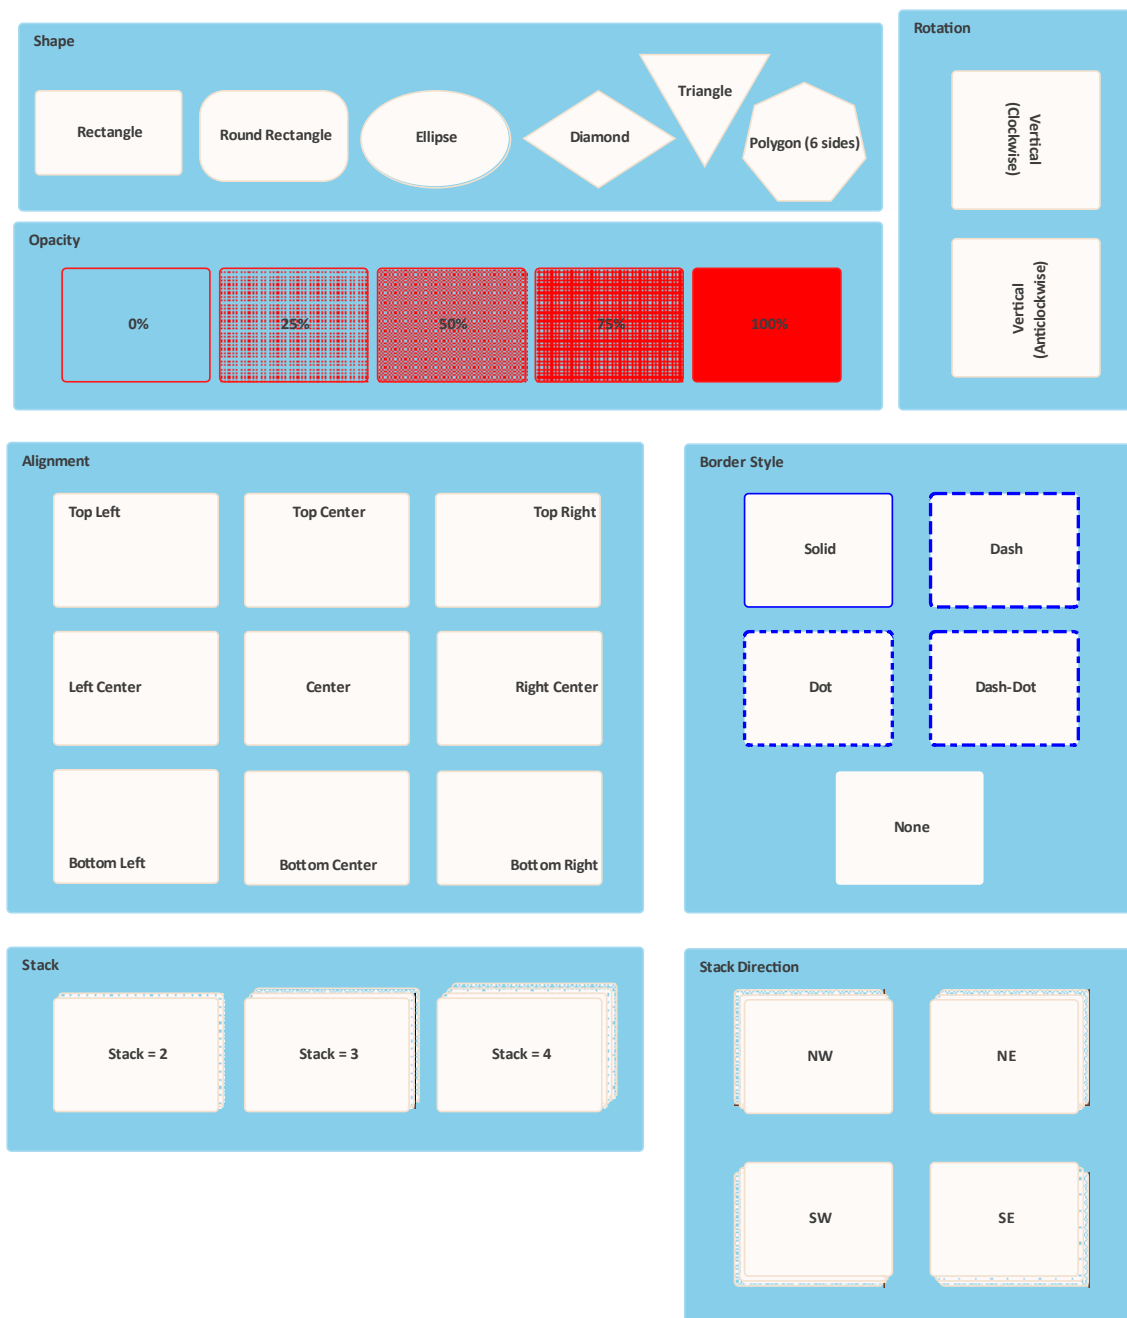 Shape
Rectangle
Round Rectangle
Ellipse
Diamond
Triangle
Polygon (6 sides)
Rotation
Vertical
(Clockwise)
Vertical
(Anticlockwise)
Opacity
0%
25%
50%
75%
100%
Alignment
Top Left
Top Center
Top Right
Left Center
Center
Right Center
Bottom Left
Bottom Center
Bottom Right
Border Style
Solid
Dash
Dot
Dash-Dot
None
Stack
Stack = 2
Stack = 3
Stack = 4
Stack Direction
NW
NE
SW
SE